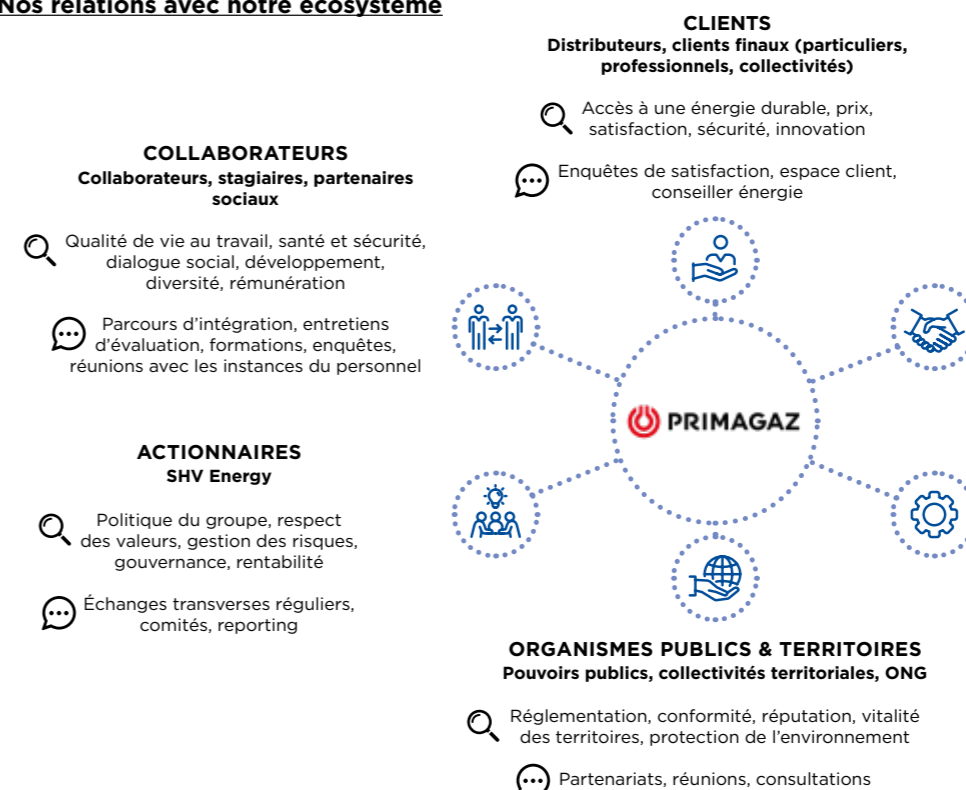 Nos relations avec notre écosystème
CLIENTS
Distributeurs, clients finaux (particuliers,
professionnels, collectivités)
Accès à une énergie durable, prix,
satisfaction, sécurité, innovation
Enquêtes de satisfaction, espace client,
conseiller énergie
COLLABORATEURS
Collaborateurs, stagiaires, partenaires
sociaux
Qualité de vie au travail, santé et sécurité,
dialogue social, développement,
diversité, rémunération
Parcours d'intégration, entretiens
d'évaluation, formations, enquêtes,
réunions avec les instances du personnel
PRIMAGAZ
ACTIONNAIRES
SHV Energy
Politique du groupe, respect
des valeurs, gestion des risques,
gouvernance, rentabilité
Échanges transverses réguliers,
comités, reporting
ORGANISMES PUBLICS & TERRITOIRES
Pouvoirs publics, collectivités territoriales, ONG
Réglementation, conformité, réputation, vitalité
des territoires, protection de l'environnement
Partenariats, réunions, consultations